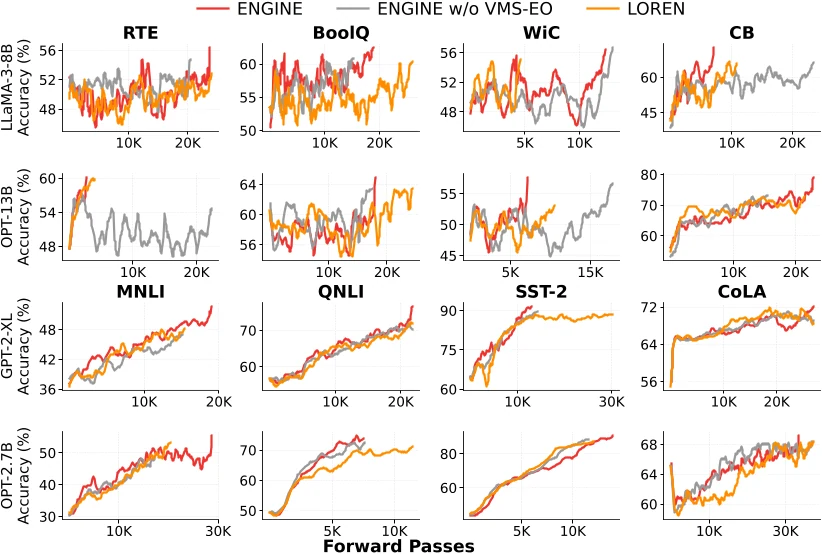 ENGINE ENGINE w/o VMS-EO LOREN
RTE BoolQ WiC CB
LLaMA-3-8B
Accuracy (%)
56
52
48
10K 20K
60
55
50
10K 20K
56
52
48
5K 10K
60
45
10K 20K
OPT-13B
Accuracy (%)
60
54
48
10K 20K
64
60
56
10K 20K
55
50
45
5K 15K
80
70
60
10K 20K
MNLI QNLI SST-2 CoLA
GPT-2-XL
Accuracy (%)
48
42
36
10K 20K
70
60
10K 20K
90
75
60
10K 30K
72
64
56
10K 20K
OPT-2.7B
Accuracy (%)
50
40
30
10K 30K
70
60
50
5K 10K
80
60
5K 10K
68
64
60
10K 30K
Forward Passes